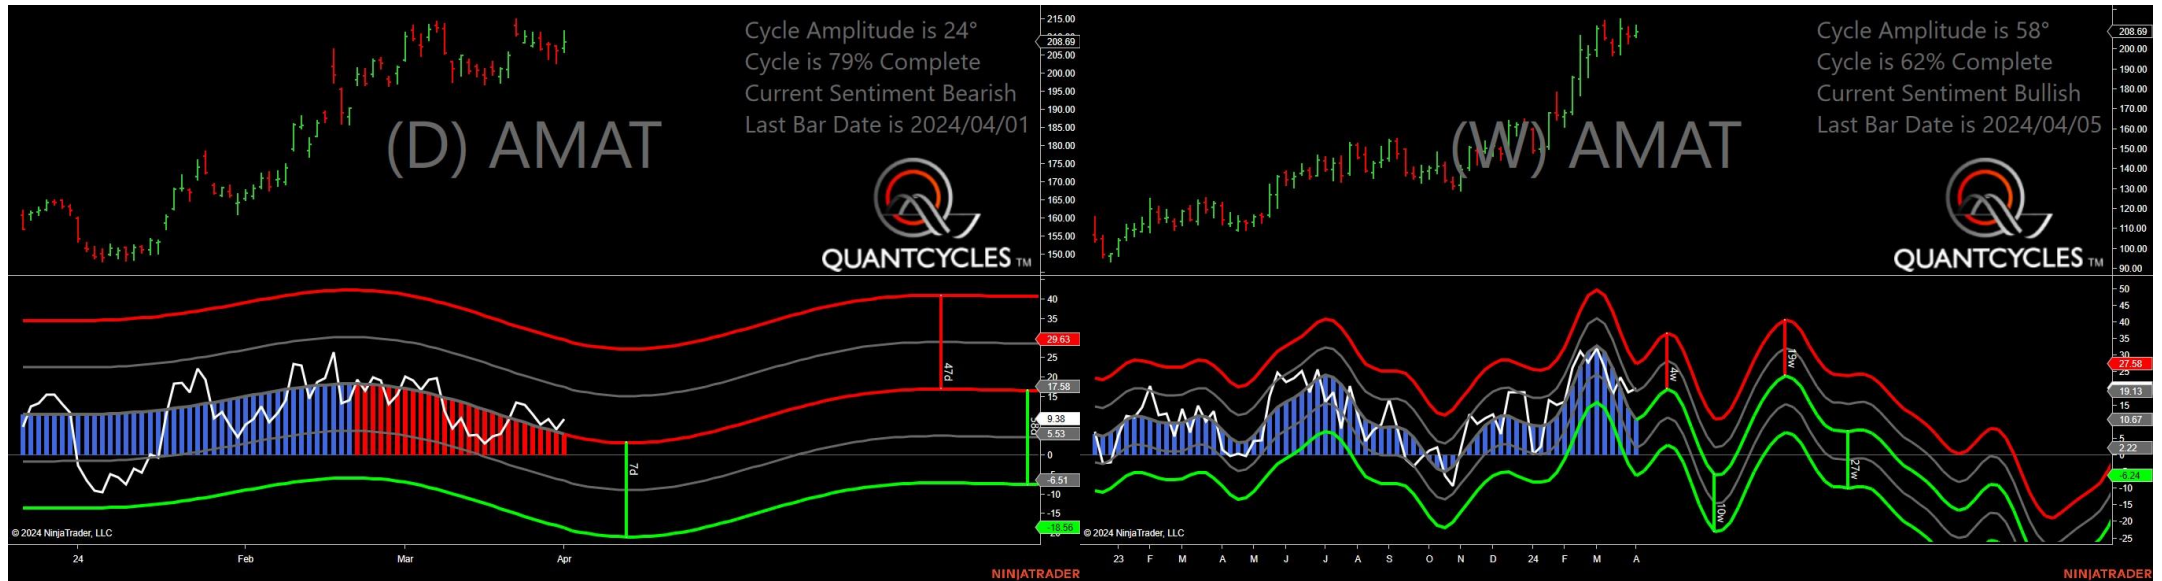 Cycle Amplitude is 24°
Cycle is 79% Complete
Current Sentiment Bearish
Last Bar Date is 2024/04/01
(D) AMAT
QUANTCYCLES TM
215.00
208.69
205.00
200.00
195.00
190.00
185.00
180.00
175.00
170.00
165.00
160.00
155.00
150.00
40
35
29.63
25
20
17.58
15
9.38
5.53
0
-6.51
-10
-15
-18.56
47d
7d
© 2024 NinjaTrader, LLC
24 Feb Mar Apr
NINJATRADER
Cycle Amplitude is 58°
Cycle is 62% Complete
Current Sentiment Bullish
Last Bar Date is 2024/04/05
(W) AMAT
QUANTCYCLES TM
208.69
200.00
190.00
180.00
170.00
160.00
150.00
140.00
130.00
120.00
110.00
100.00
90.00
50
45
40
35
30
27.58
25
19.13
15
10.67
5
2.22
0
-6.24
-10
-15
-20
-25
4w
19w
10w
27w
© 2024 NinjaTrader, LLC
23 F M A M J J A S O N D 24 F M A
NINJATRADER